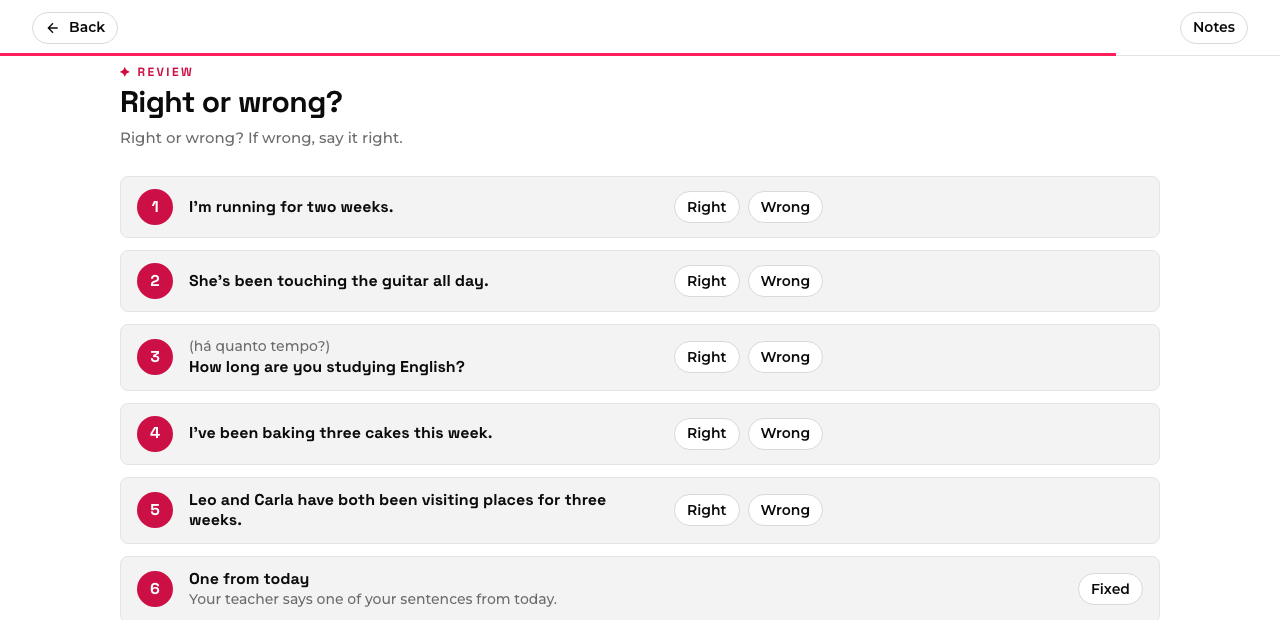 Back
Notes
REVIEW
Right or wrong?
Right or wrong? If wrong, say it right.
1
I'm running for two weeks.
Right
Wrong
2
She's been touching the guitar all day.
Right
Wrong
3
(há quanto tempo?)
How long are you studying English?
Right
Wrong
4
I've been baking three cakes this week.
Right
Wrong
5
Leo and Carla have both been visiting places for three
weeks.
Right
Wrong
6
One from today
Your teacher says one of your sentences from today.
Fixed